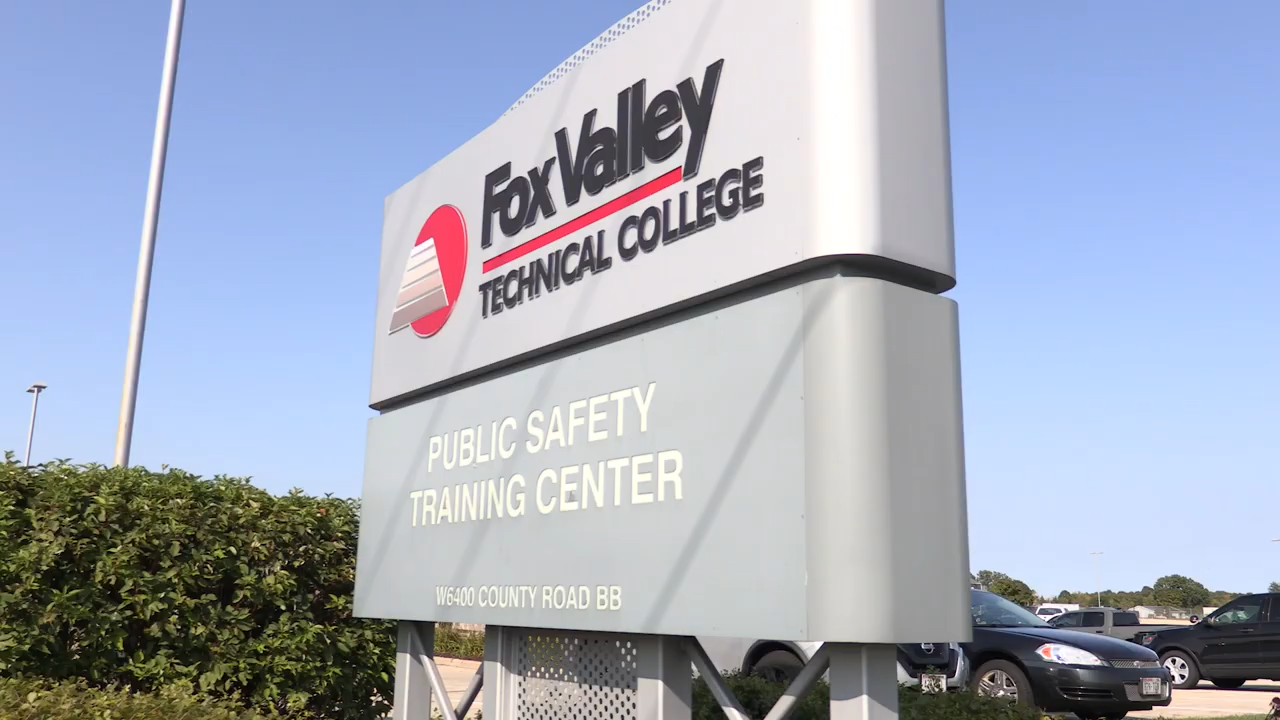 Fox Valley
TECHNICAL COLLEGE
PUBLIC SAFETY
TRAINING CENTER
W6400 COUNTY ROAD BB